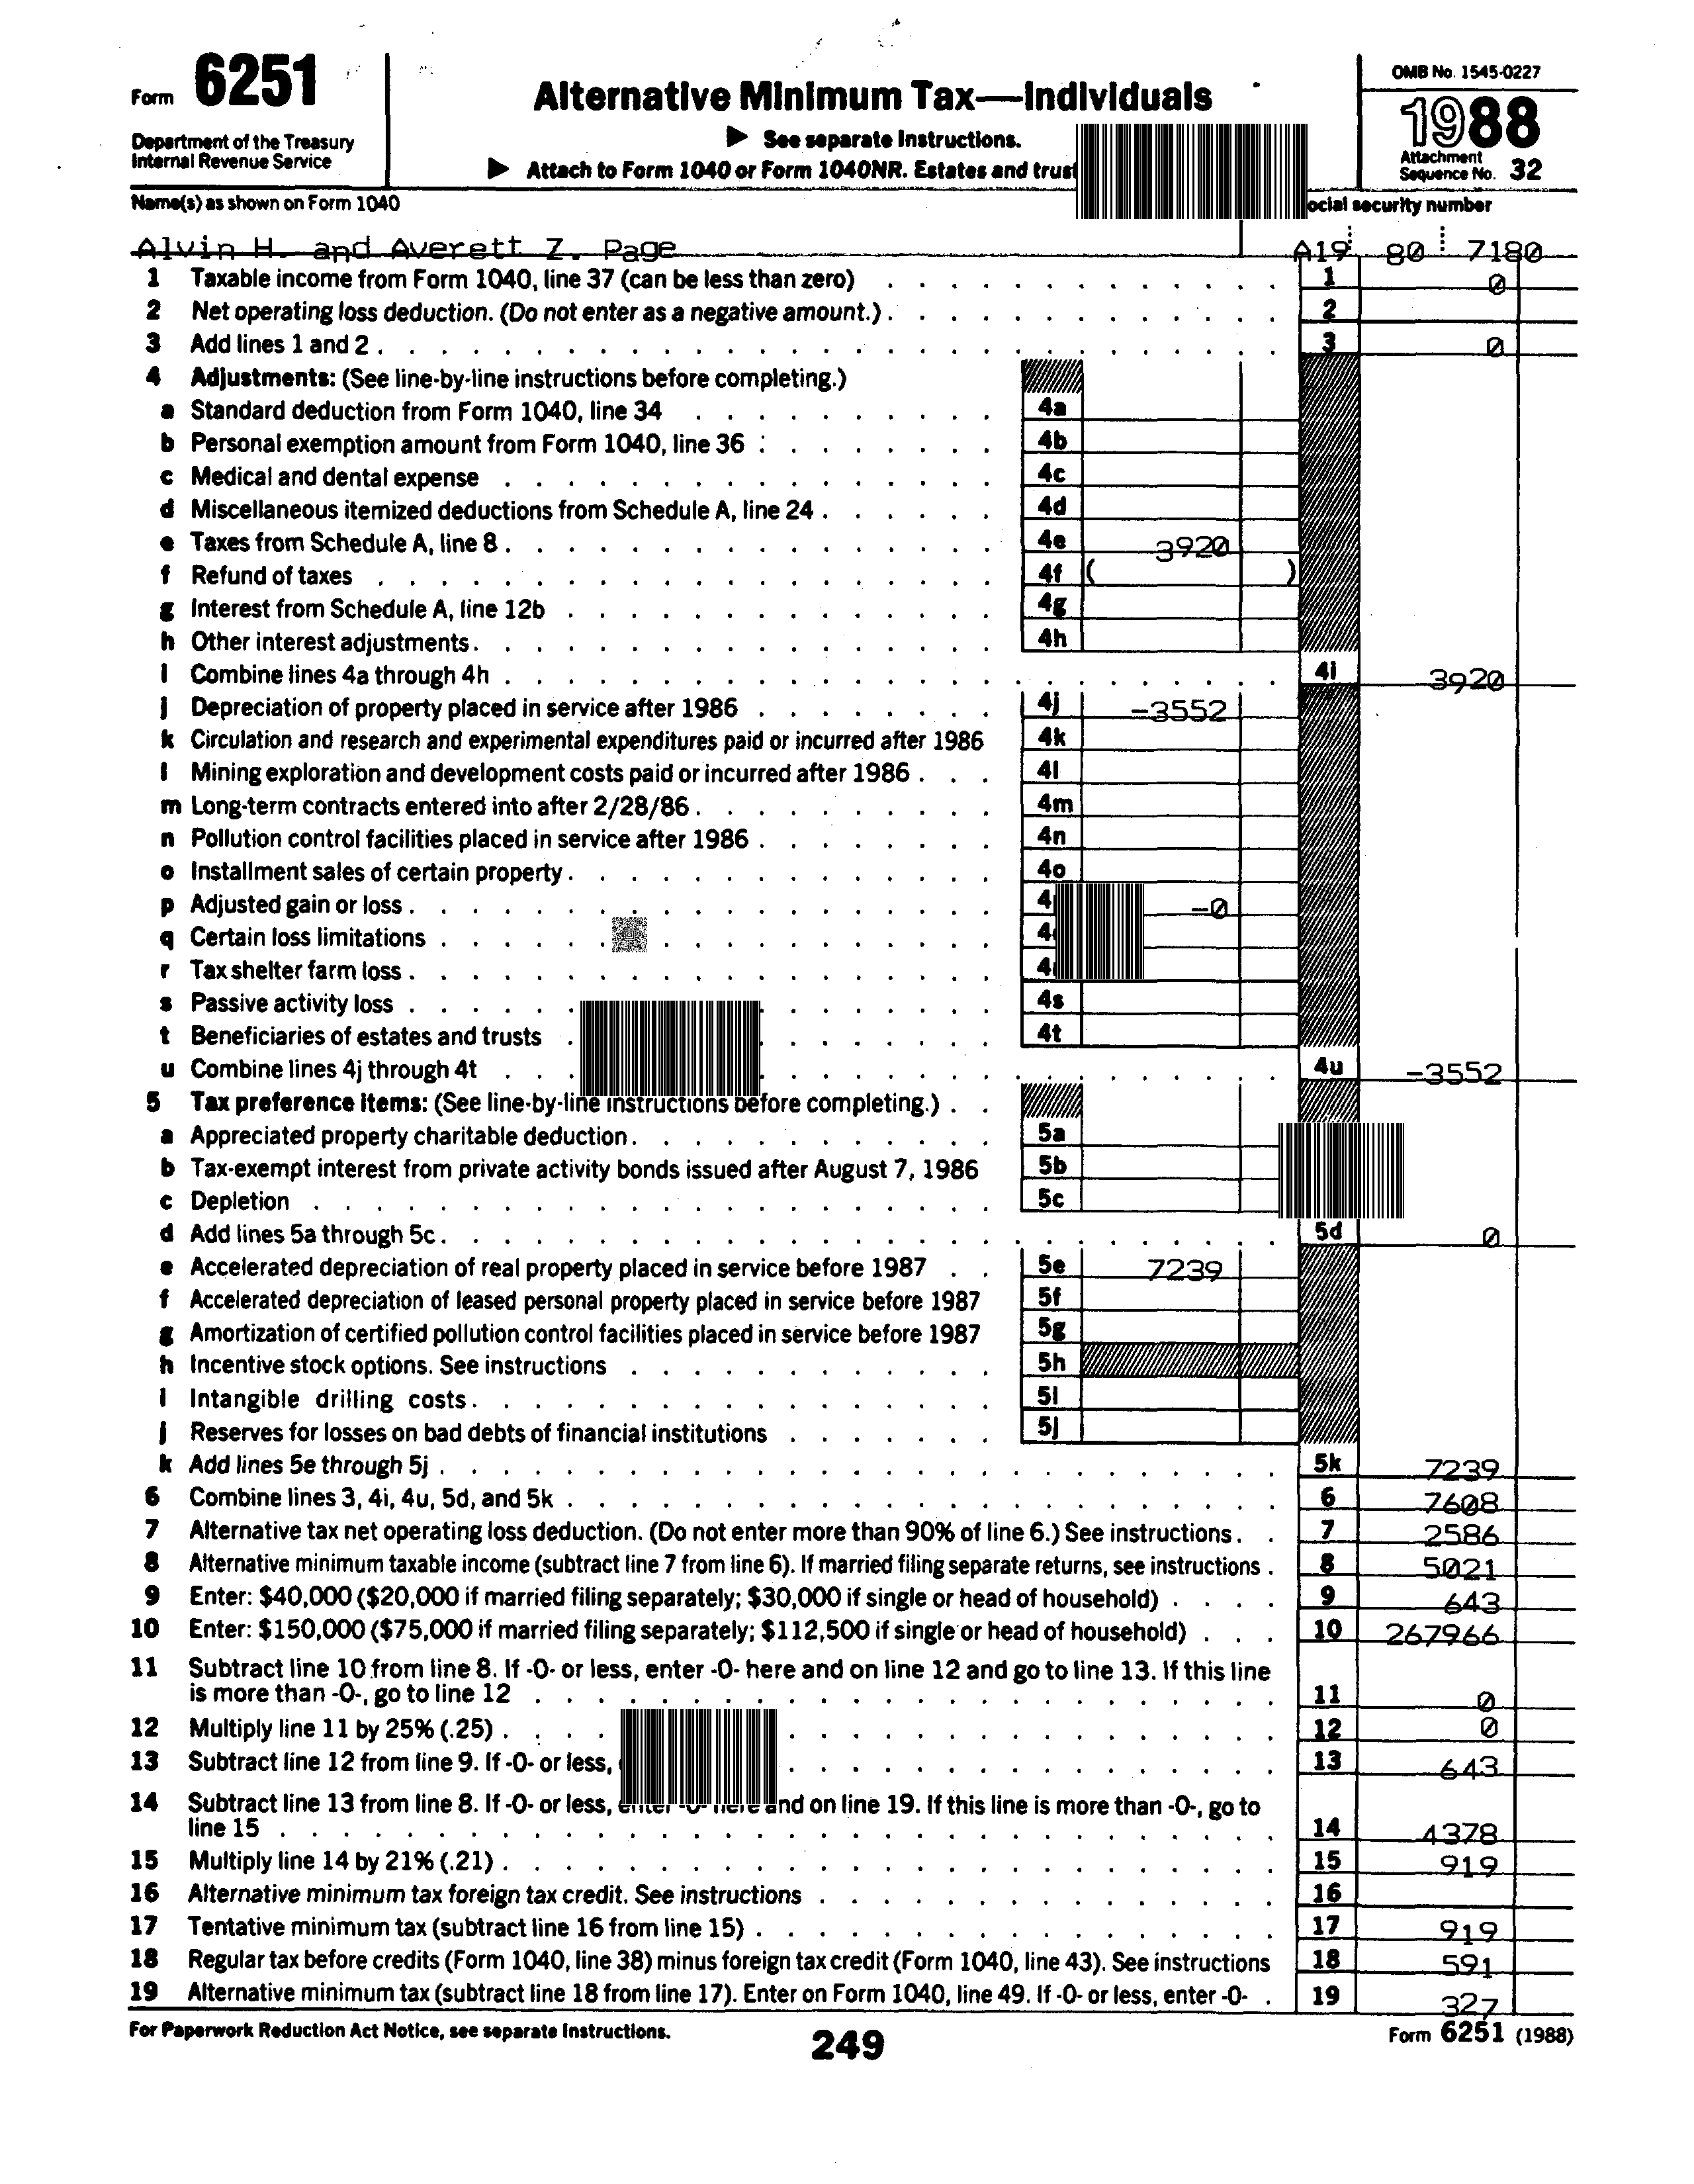 Form 6251
Department of the Treasury
Internal Revenue Service
Alternative Minimum Tax—Individuals
▶ See separate Instructions.
▶ Attach to Form 1040 or Form 1040NR. Estates and trust
OMB No. 1545-0227
1988
Attachment
Sequence No. 32
Name(s) as shown on Form 1040
ocial security number
Alvin H. and Averett Z. Page A19 80 7180
1 Taxable income from Form 1040, line 37 (can be less than zero) 1 0
2 Net operating loss deduction. (Do not enter as a negative amount.) 2
3 Add lines 1 and 2 3 0
4 Adjustments: (See line-by-line instructions before completing.)
a Standard deduction from Form 1040, line 34 4a
b Personal exemption amount from Form 1040, line 36 4b
c Medical and dental expense 4c
d Miscellaneous itemized deductions from Schedule A, line 24 4d
e Taxes from Schedule A, line 8 4e 3920
f Refund of taxes 4f ( )
g Interest from Schedule A, line 12b 4g
h Other interest adjustments 4h
i Combine lines 4a through 4h 4i 3920
j Depreciation of property placed in service after 1986 4j -3552
k Circulation and research and experimental expenditures paid or incurred after 1986 4k
l Mining exploration and development costs paid or incurred after 1986 4l
m Long-term contracts entered into after 2/28/86 4m
n Pollution control facilities placed in service after 1986 4n
o Installment sales of certain property 4o
p Adjusted gain or loss 4 -0
q Certain loss limitations 4
r Tax shelter farm loss 4
s Passive activity loss 4s
t Beneficiaries of estates and trusts 4t
u Combine lines 4j through 4t 4u -3552
5 Tax preference items: (See line-by-line instructions before completing.)
a Appreciated property charitable deduction 5a
b Tax-exempt interest from private activity bonds issued after August 7, 1986 5b
c Depletion 5c
d Add lines 5a through 5c 5d 0
e Accelerated depreciation of real property placed in service before 1987 5e 7239
f Accelerated depreciation of leased personal property placed in service before 1987 5f
g Amortization of certified pollution control facilities placed in service before 1987 5g
h Incentive stock options. See instructions 5h
i Intangible drilling costs 5i
j Reserves for losses on bad debts of financial institutions 5j
k Add lines 5e through 5j 5k 7239
6 Combine lines 3, 4i, 4u, 5d, and 5k 6 7608
7 Alternative tax net operating loss deduction. (Do not enter more than 90% of line 6.) See instructions 7 2586
8 Alternative minimum taxable income (subtract line 7 from line 6). If married filing separate returns, see instructions 8 5021
9 Enter: $40,000 ($20,000 if married filing separately; $30,000 if single or head of household) 9 643
10 Enter: $150,000 ($75,000 if married filing separately; $112,500 if single or head of household) 10 267966
11 Subtract line 10 from line 8. If -0- or less, enter -0- here and on line 12 and go to line 13. If this line
is more than -0-, go to line 12 11 0
12 Multiply line 11 by 25% (.25) 12 0
13 Subtract line 12 from line 9. If -0- or less, 13 643
14 Subtract line 13 from line 8. If -0- or less, enter -0- here and on line 19. If this line is more than -0-, go to
line 15 14 4378
15 Multiply line 14 by 21% (.21) 15 919
16 Alternative minimum tax foreign tax credit. See instructions 16
17 Tentative minimum tax (subtract line 16 from line 15) 17 919
18 Regular tax before credits (Form 1040, line 38) minus foreign tax credit (Form 1040, line 43). See instructions 18 591
19 Alternative minimum tax (subtract line 18 from line 17). Enter on Form 1040, line 49. If -0- or less, enter -0- 19 327
For Paperwork Reduction Act Notice, see separate Instructions.
249
Form 6251 (1988)